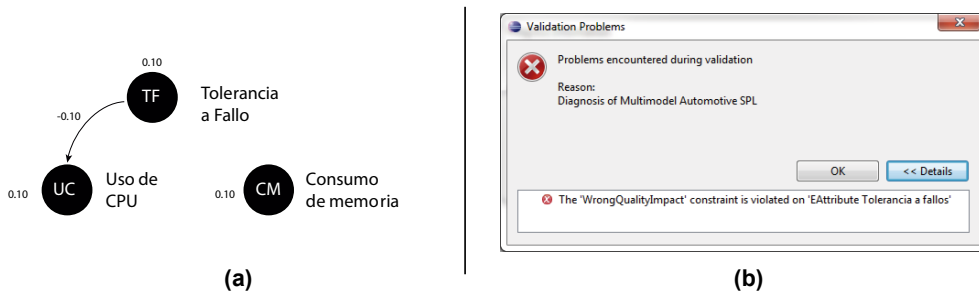 0.10
TF
Tolerancia
a Fallo
-0.10
0.10
UC
Uso de
CPU
0.10
CM
Consumo
de memoria
(a)
Validation Problems
x
Problems encountered during validation
Reason:
Diagnosis of Multimodel Automotive SPL
OK
<< Details
The 'WrongQualityImpact' constraint is violated on 'EAttribute Tolerancia a fallos'
(b)